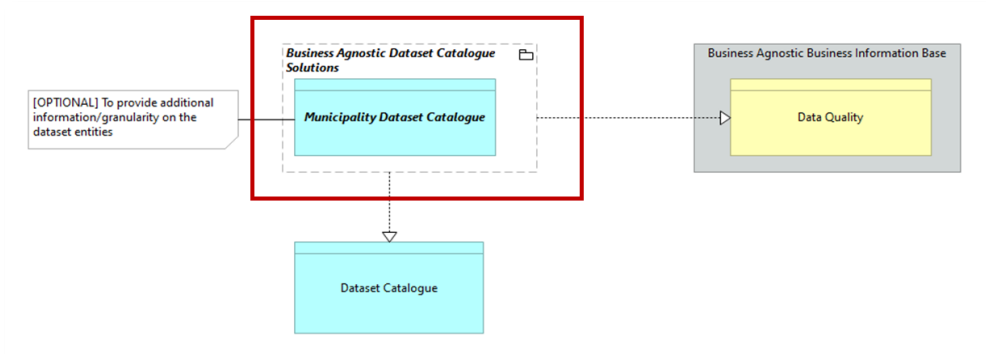 Business Agnostic Dataset Catalogue
Solutions
Municipality Dataset Catalogue
[OPTIONAL] To provide additional
information/granularity on the
dataset entities
Business Agnostic Business Information Base
Data Quality
Dataset Catalogue